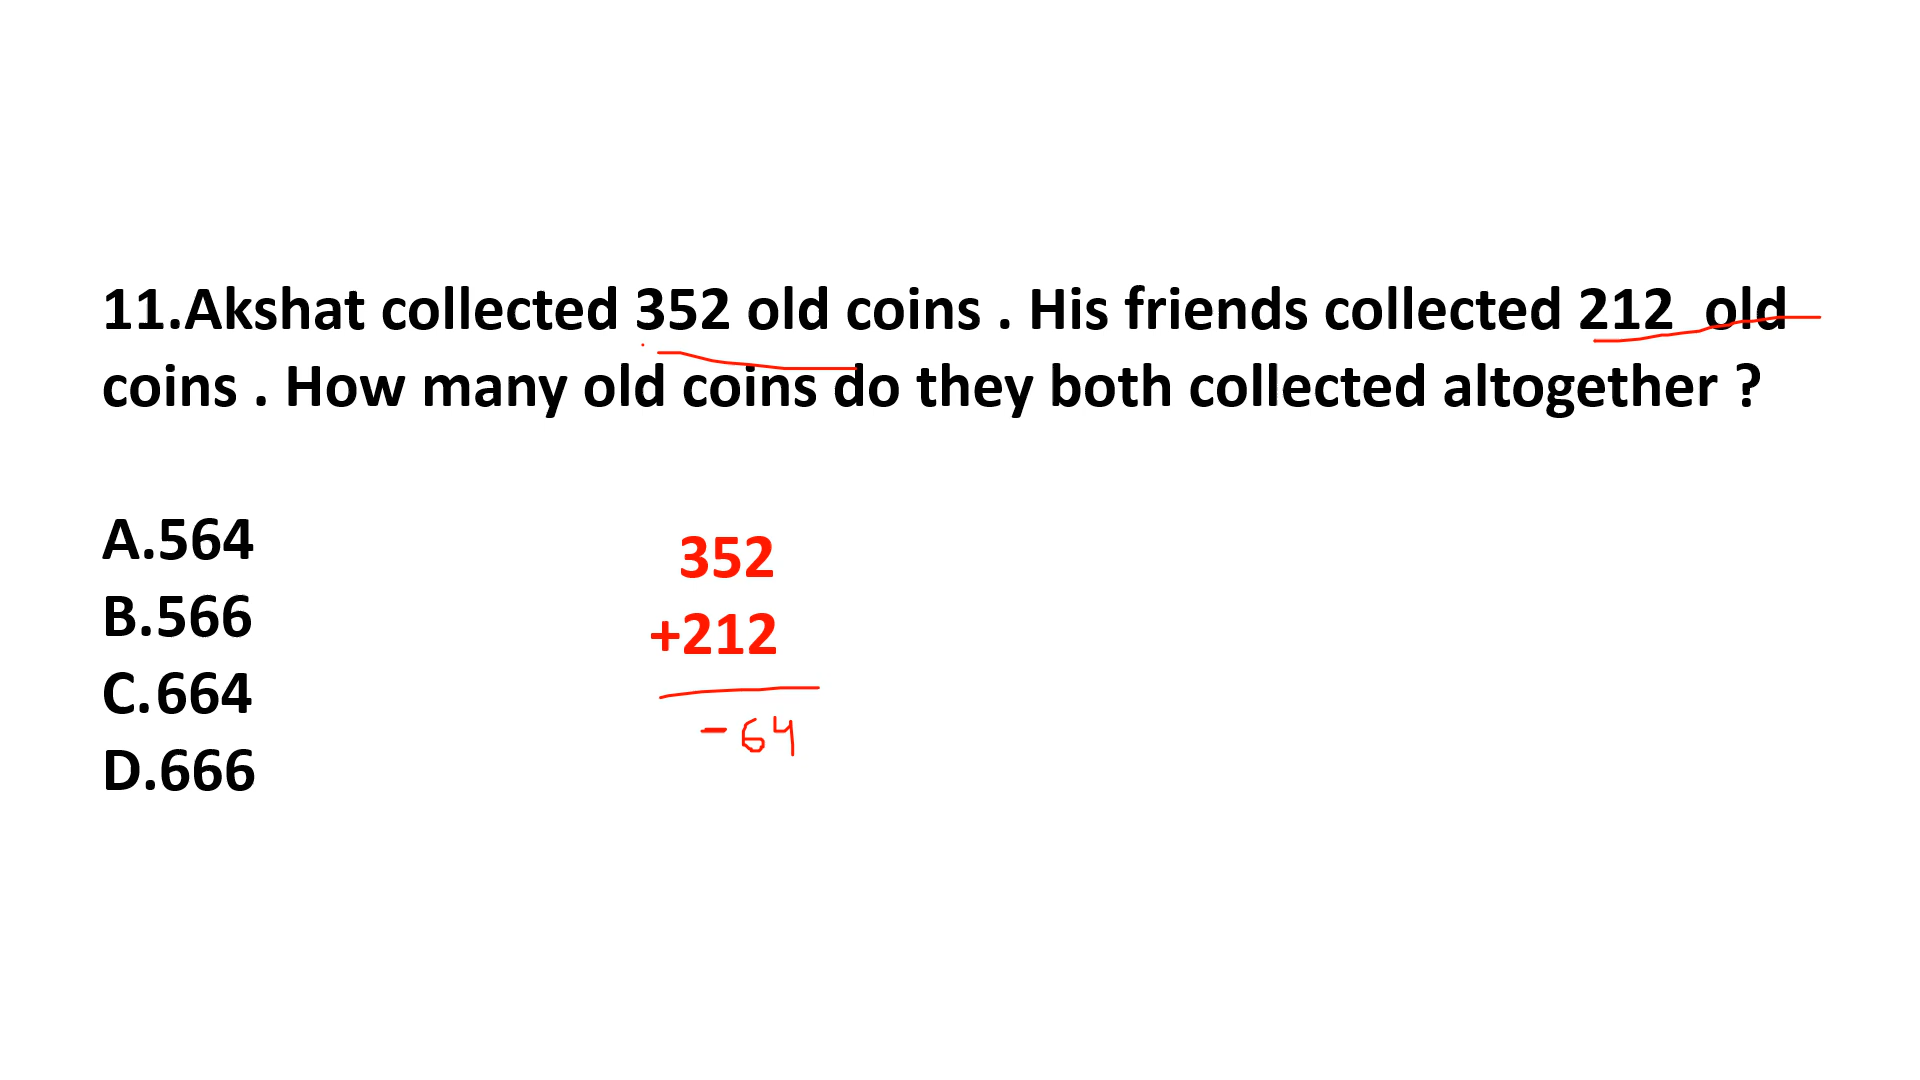 11.Akshat collected 352 old coins . His friends collected 212  old
coins . How many old coins do they both collected altogether ?
A.564
B.566
C.664
D.666
352
+212
-64